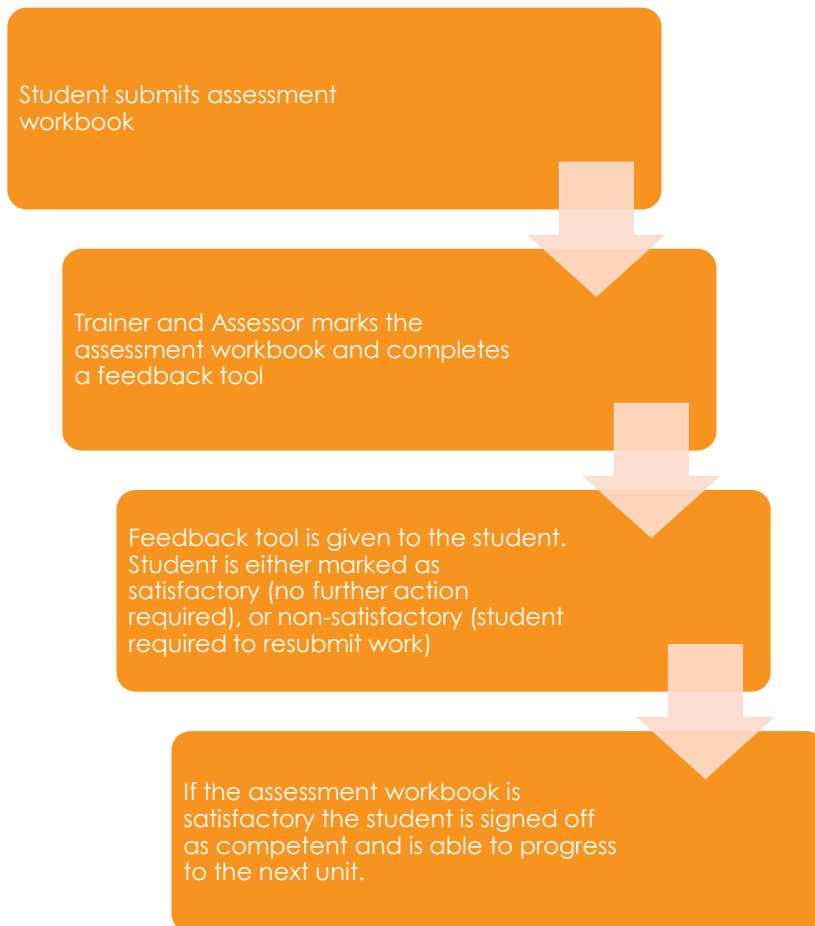 Student submits assessment
workbook
Trainer and Assessor marks the
assessment workbook and completes
a feedback tool
Feedback tool is given to the student.
Student is either marked as
satisfactory (no further action
required), or non-satisfactory (student
required to resubmit work)
If the assessment workbook is
satisfactory the student is signed off
as competent and is able to progress
to the next unit.